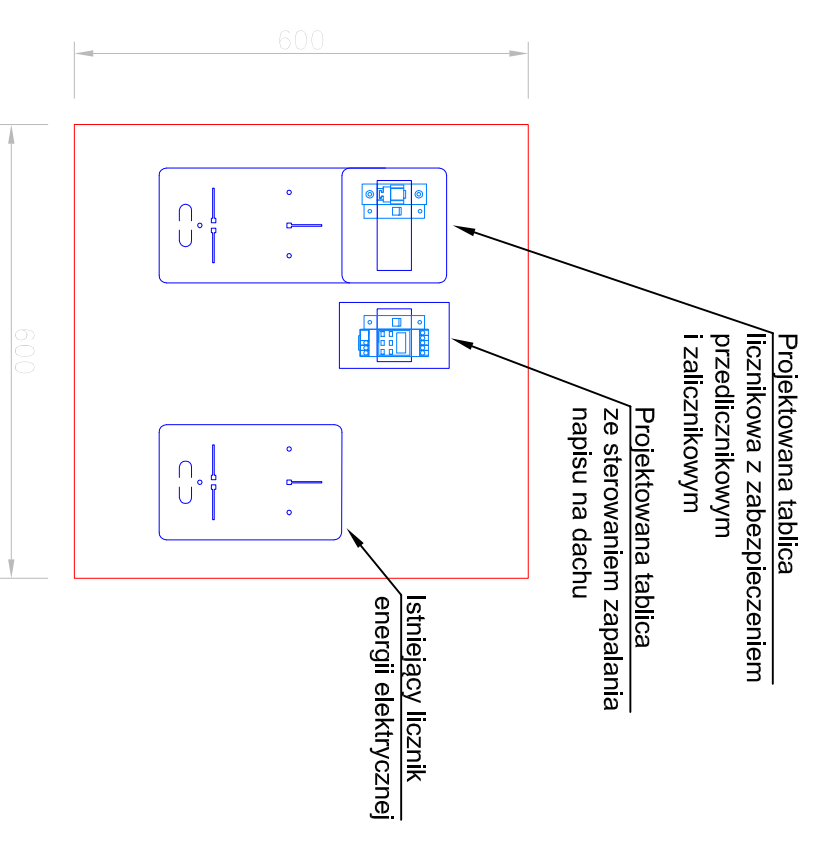 600
600
Projektowana tablica
licznikowa z zabezpieczeniem
przedlicznikowym
i zalicznikowym
Projektowana tablica
ze sterowaniem zapalania
napisu na dachu
Istniejący licznik
energii elektrycznej